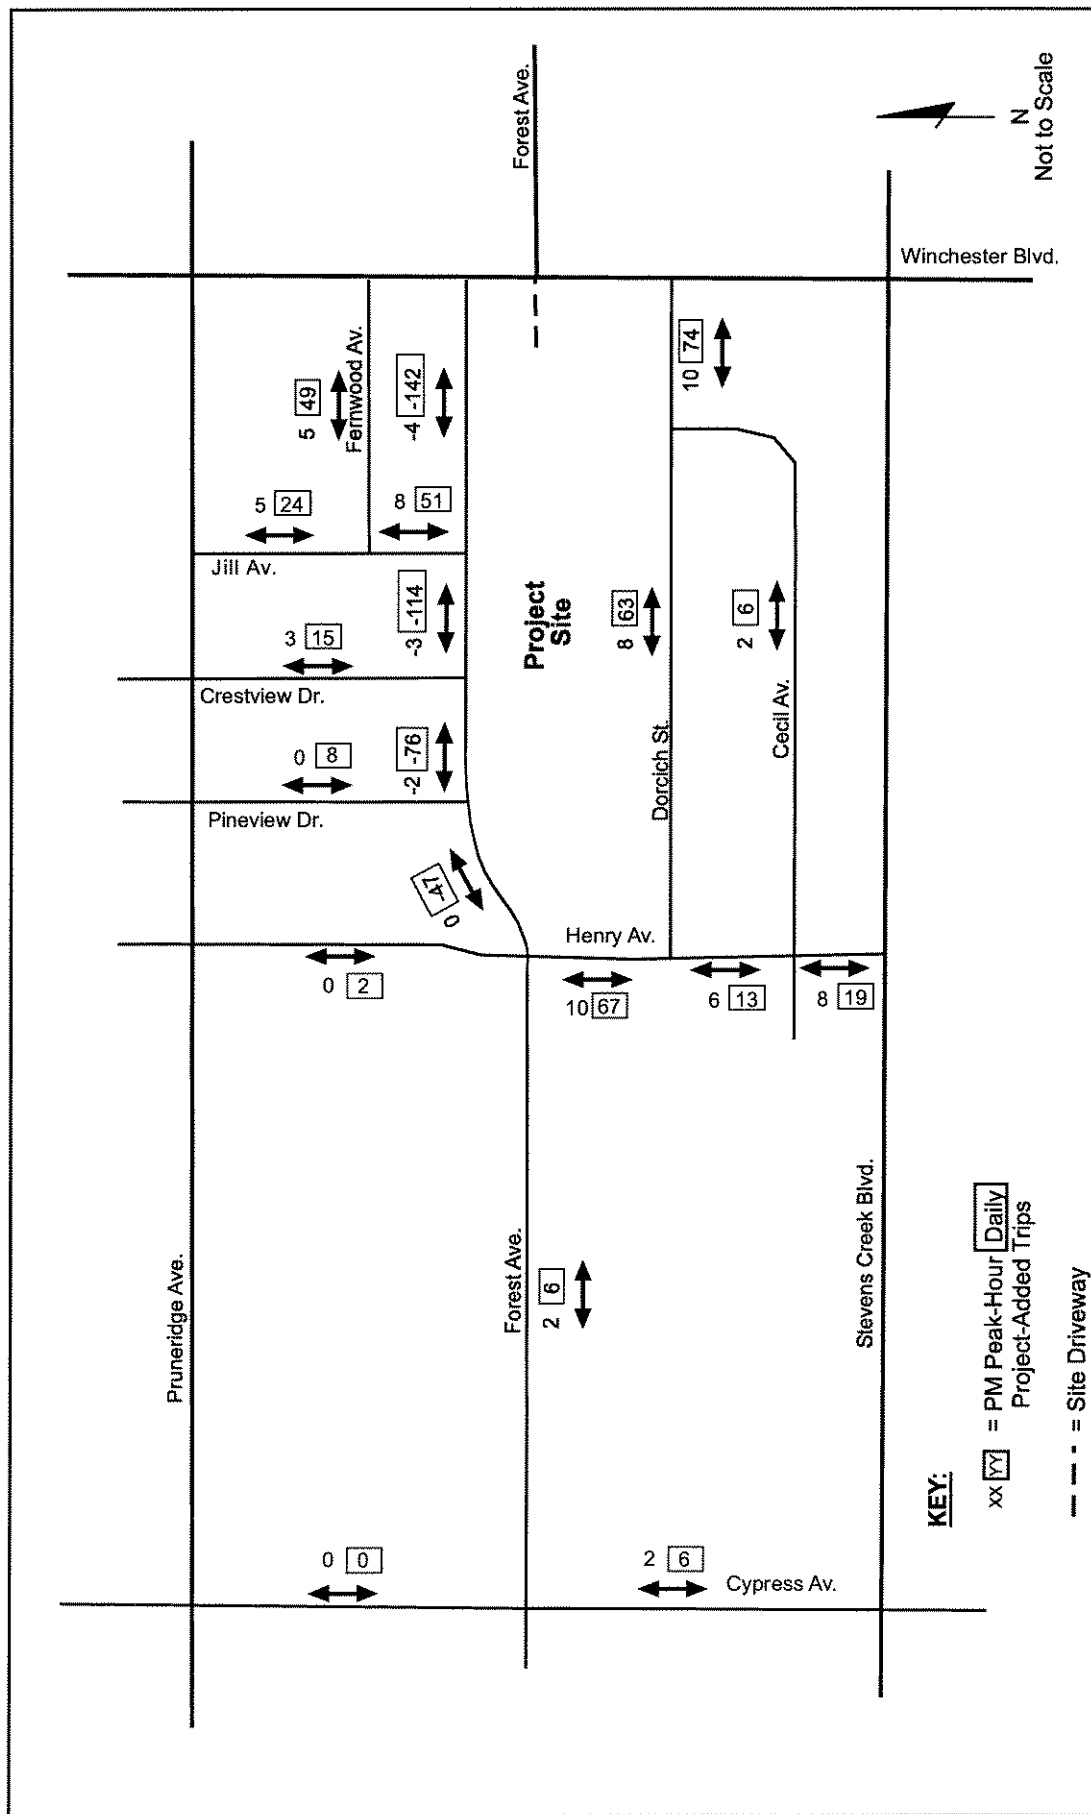 Forest Ave.
N
Not to Scale
Winchester Blvd.
5 49
Fernwood Av.
-4 -142
10 74
5 24
8 51
Jill Av.
3 15
-3 -114
Project
Site
8 63
2 6
Crestview Dr.
0 8
-2 -76
Dorcich St.
Cecil Av.
Pineview Dr.
0 -47
Henry Av.
0 2
10 67
6 13
8 19
Pruneridge Ave.
Forest Ave.
2 6
Stevens Creek Blvd.
0 0
2 6
Cypress Av.
KEY:
xx YY = PM Peak-Hour Daily
Project-Added Trips
= Site Driveway